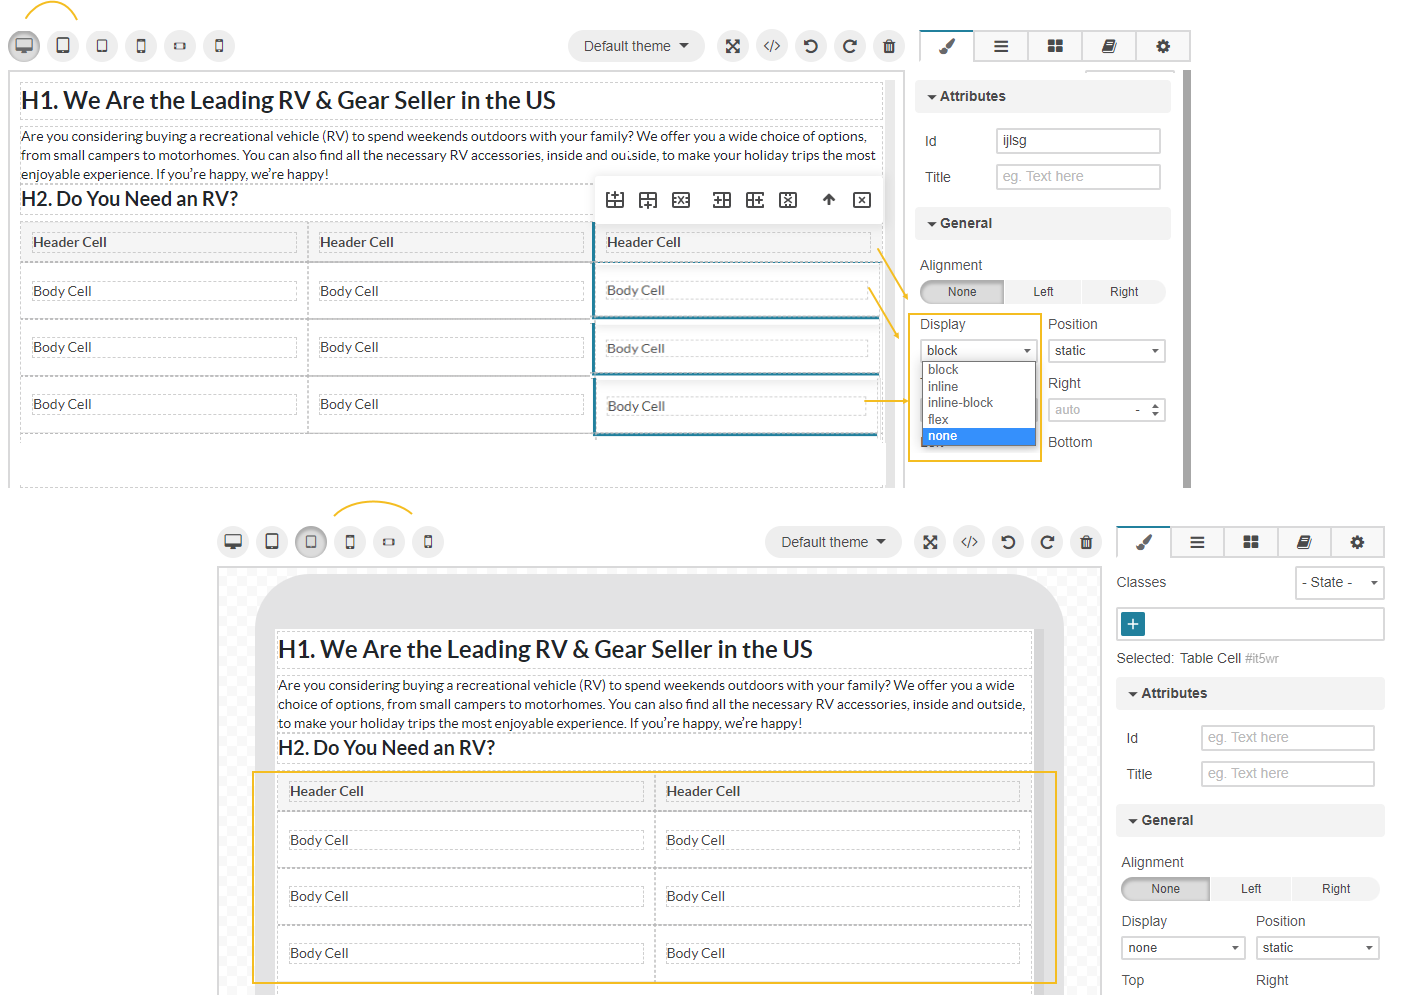 Default theme
H1. We Are the Leading RV & Gear Seller in the US
Are you considering buying a recreational vehicle (RV) to spend weekends outdoors with your family? We offer you a wide choice of options,
from small campers to motorhomes. You can also find all the necessary RV accessories, inside and outside, to make your holiday trips the most
enjoyable experience. If you're happy, we're happy!
H2. Do You Need an RV?
Header Cell Header Cell Header Cell
Body Cell Body Cell Body Cell
Body Cell Body Cell Body Cell
Body Cell Body Cell Body Cell
Attributes
Id ijlsg
Title eg. Text here
General
Alignment
None Left Right
Display Position
block static
block
inline
inline-block
flex
none
Right
auto -
Bottom
Default theme
H1. We Are the Leading RV & Gear Seller in the US
Are you considering buying a recreational vehicle (RV) to spend weekends outdoors with your family? We offer you a wide
choice of options, from small campers to motorhomes. You can also find all the necessary RV accessories, inside and outside,
to make your holiday trips the most enjoyable experience. If you're happy, we're happy!
H2. Do You Need an RV?
Header Cell Header Cell
Body Cell Body Cell
Body Cell Body Cell
Body Cell Body Cell
Classes - State -
+
Selected: Table Cell #it5wr
Attributes
Id eg. Text here
Title eg. Text here
General
Alignment
None Left Right
Display Position
none static
Top Right